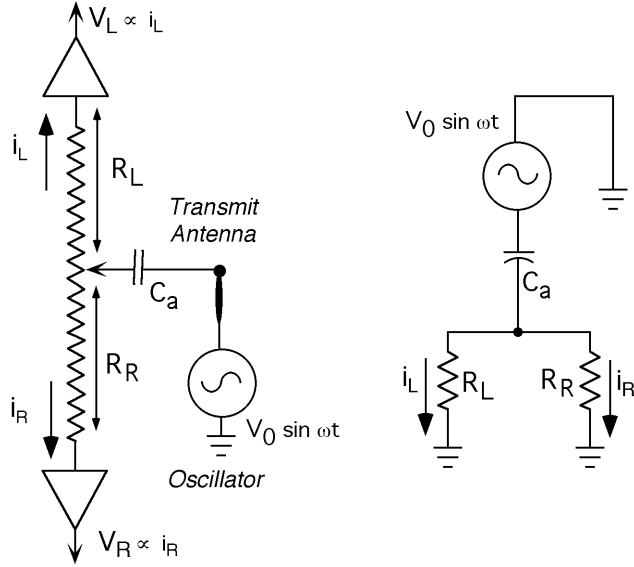 V_L ∝ i_L
i_L
R_L
Transmit
Antenna
C_a
R_R
i_R
V_0 sin ωt
Oscillator
V_R ∝ i_R
V_0 sin ωt
C_a
i_L
R_L
R_R
i_R